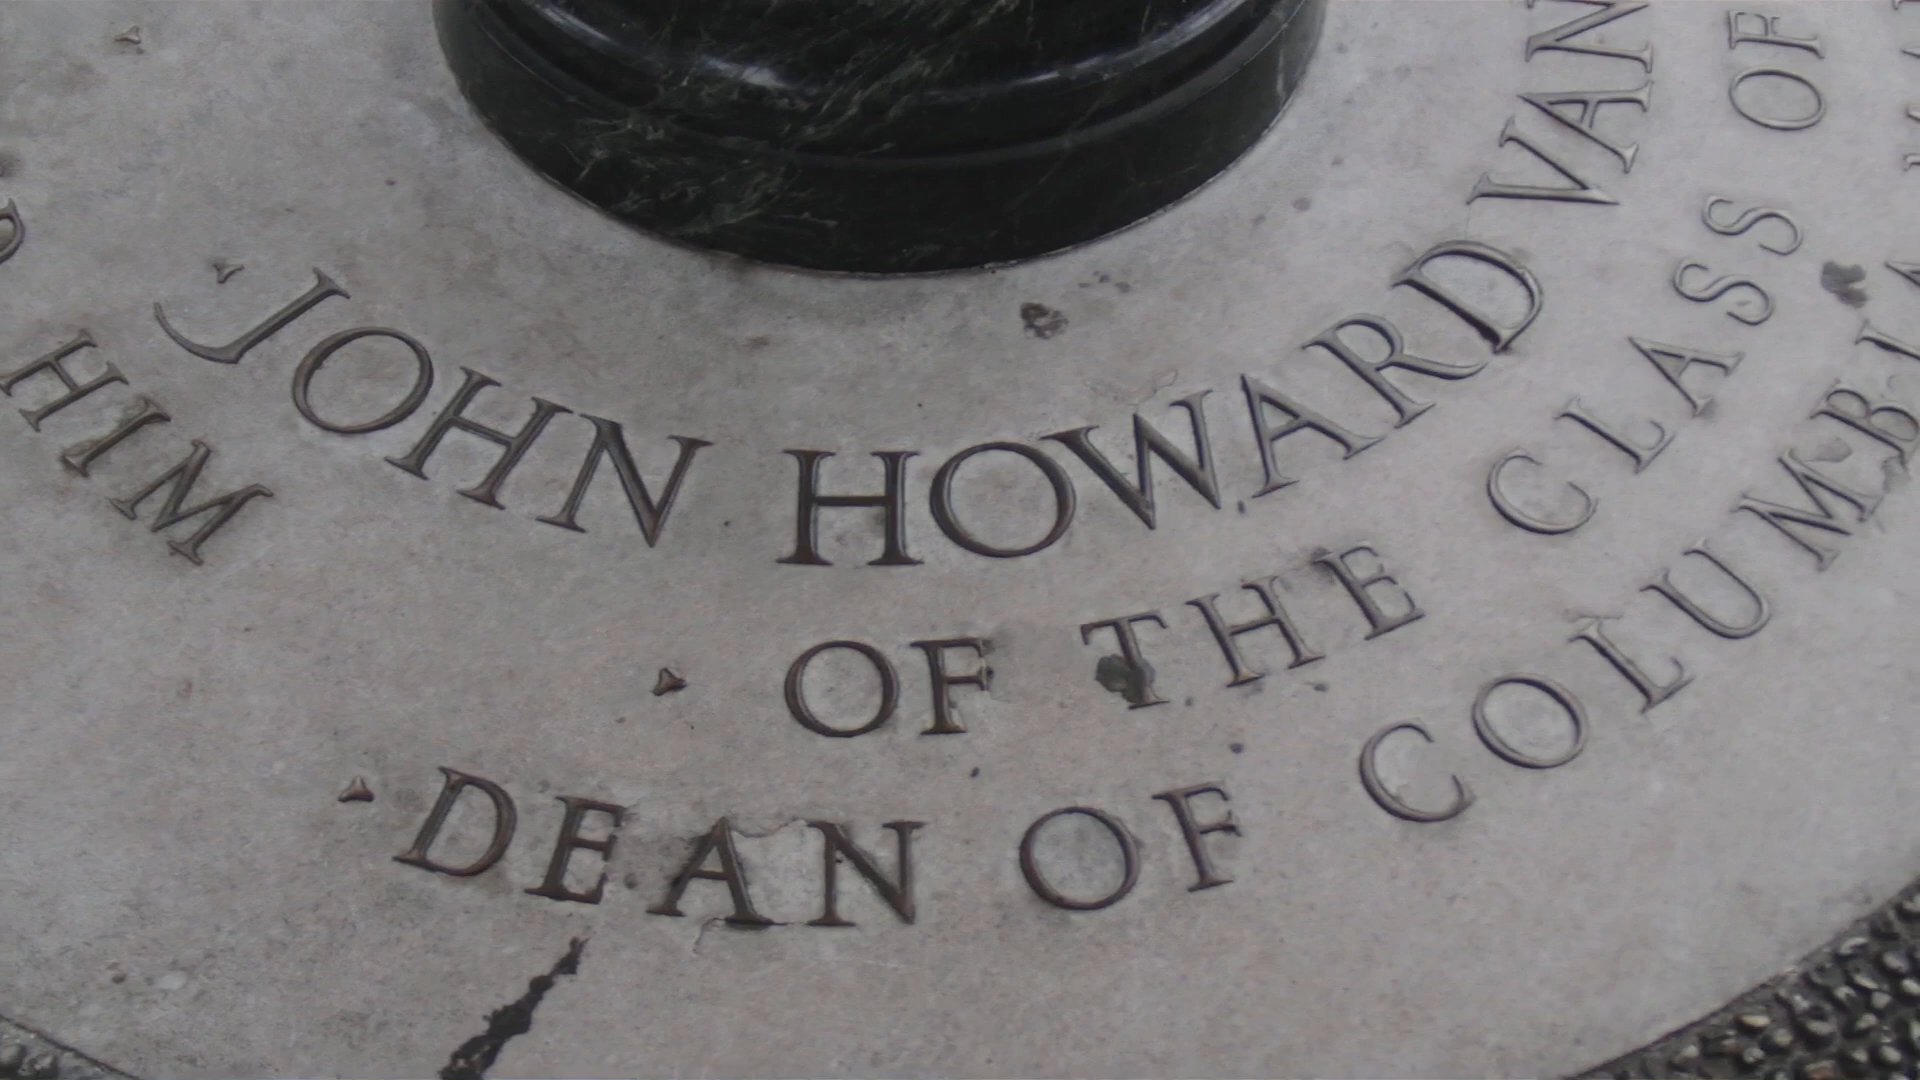 JOHN HOWARD VAN
HIM · OF THE CLASS OF
· DEAN OF COLUMBIA